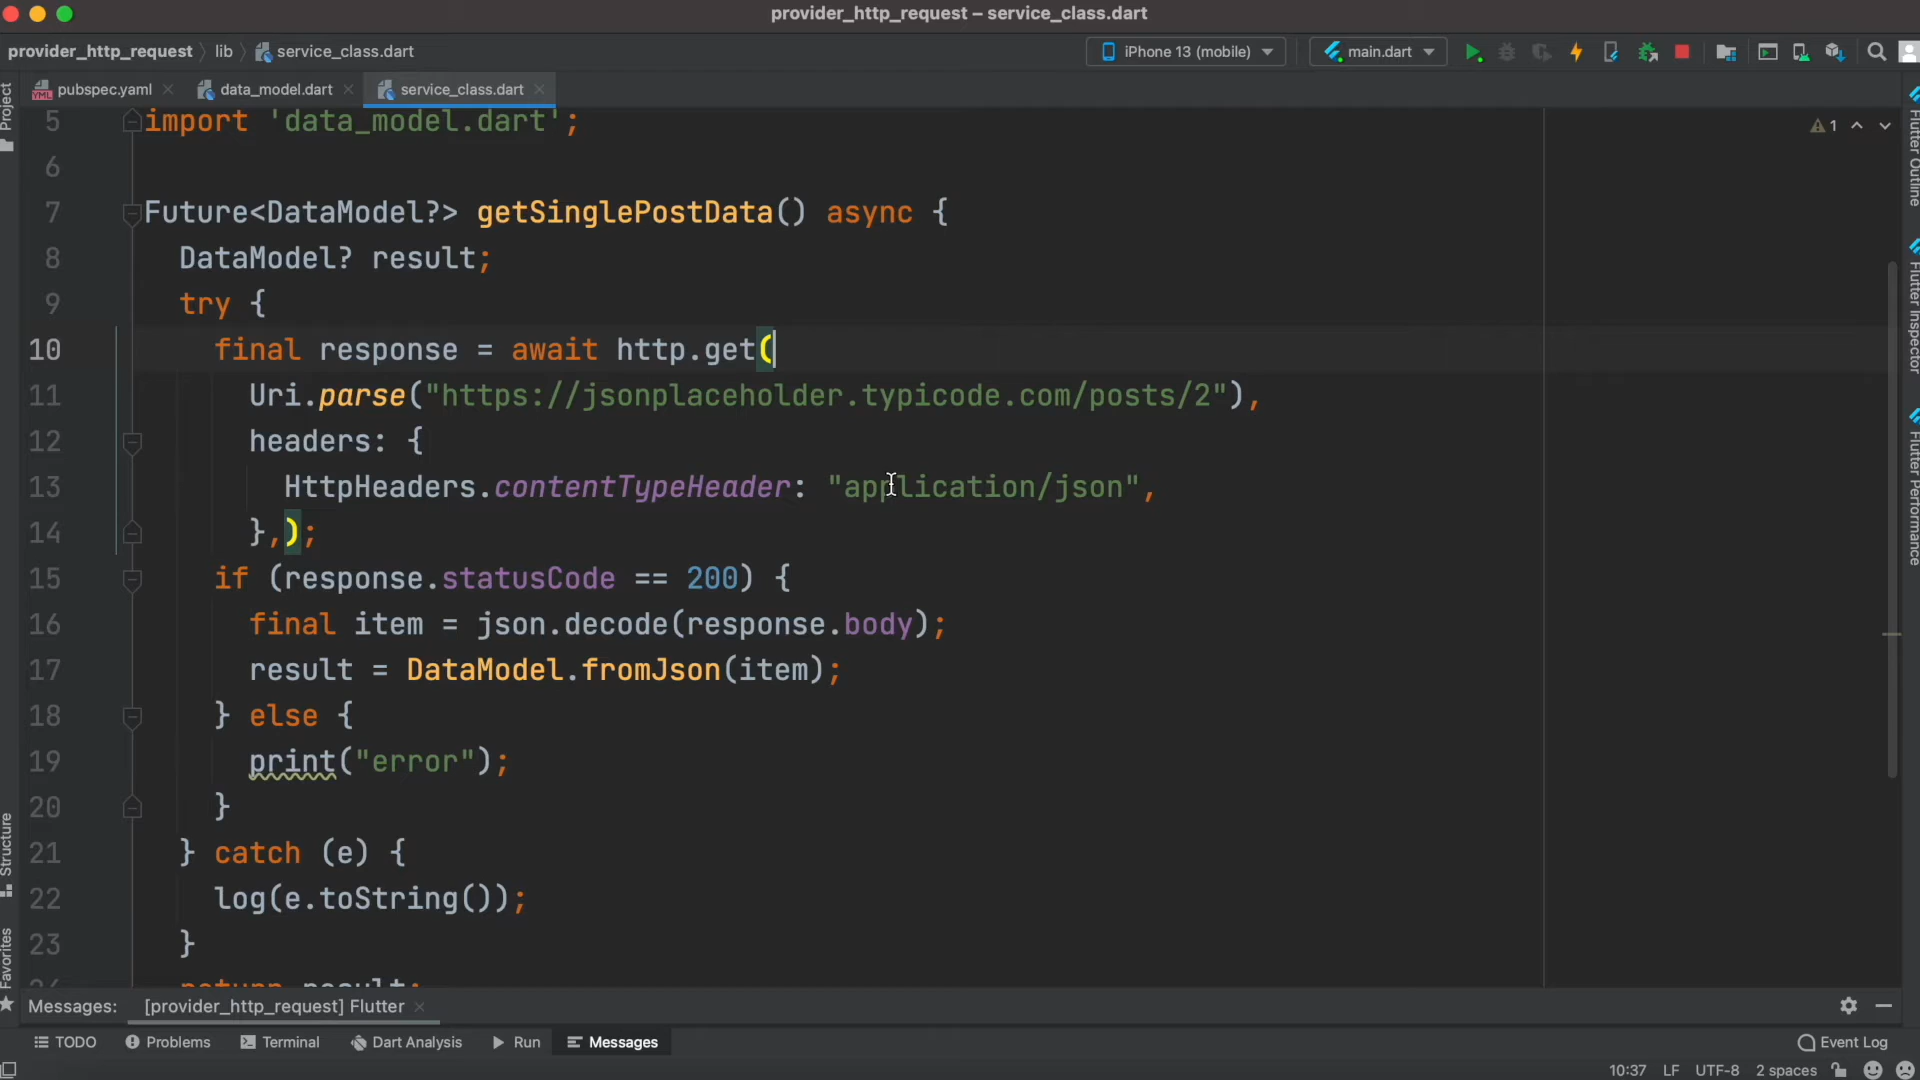 provider_http_request – service_class.dart
provider_http_request lib service_class.dart iPhone 13 (mobile) main.dart
pubspec.yaml data_model.dart service_class.dart
Project
5 import 'data_model.dart';
1
6
7 Future<DataModel?> getSinglePostData() async {
8 DataModel? result;
9 try {
10 final response = await http.get(
11 Uri.parse("https://jsonplaceholder.typicode.com/posts/2"),
12 headers: {
13 HttpHeaders.contentTypeHeader: "application/json",
14 },);
15 if (response.statusCode == 200) {
16 final item = json.decode(response.body);
17 result = DataModel.fromJson(item);
18 } else {
19 print("error");
20 }
21 } catch (e) {
22 log(e.toString());
23 }
24 return result;
Flutter Outline
Flutter Inspector
Flutter Performance
Structure
Favorites
Messages: [provider_http_request] Flutter
TODO Problems Terminal Dart Analysis Run Messages Event Log
10:37 LF UTF-8 2 spaces